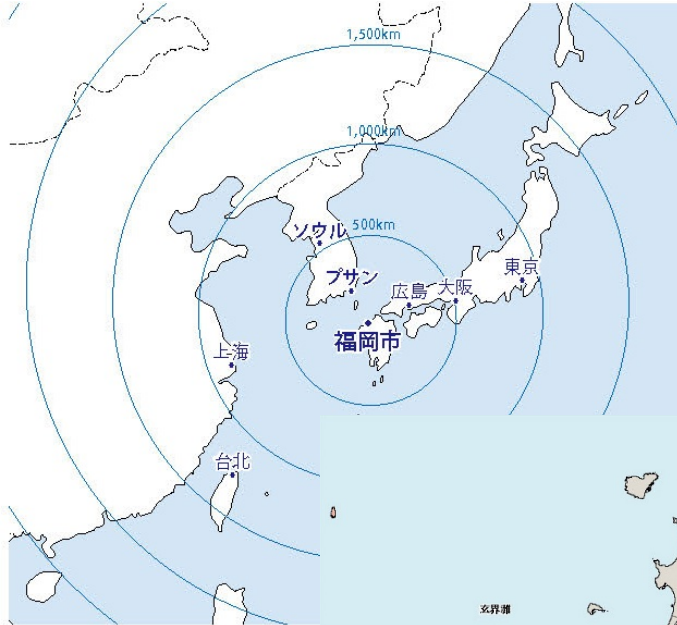 1,500km
1,000km
500km
ソウル
プサン
広島
大阪
東京
福岡市
上海
台北
玄界灘